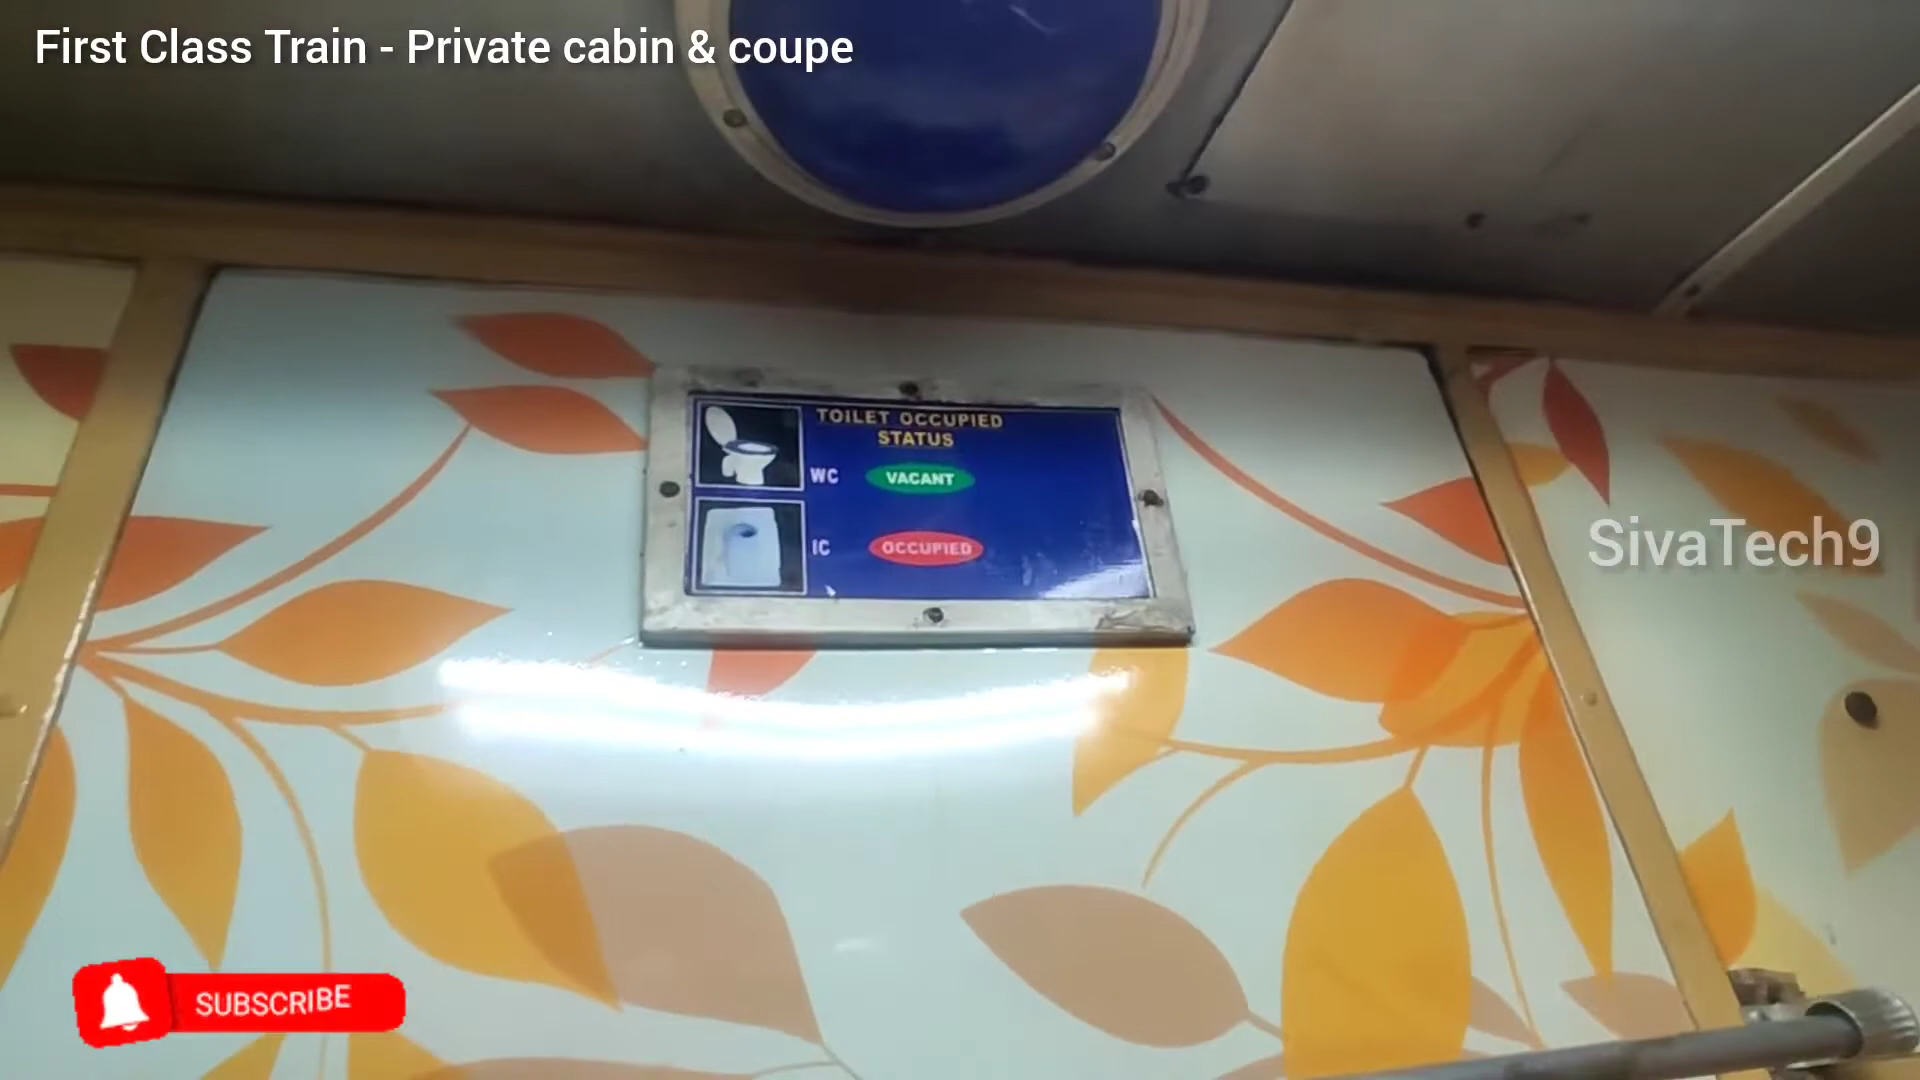 First Class Train - Private cabin & coupe
TOILET OCCUPIED
STATUS
WC VACANT
IC OCCUPIED
SivaTech9
SUBSCRIBE